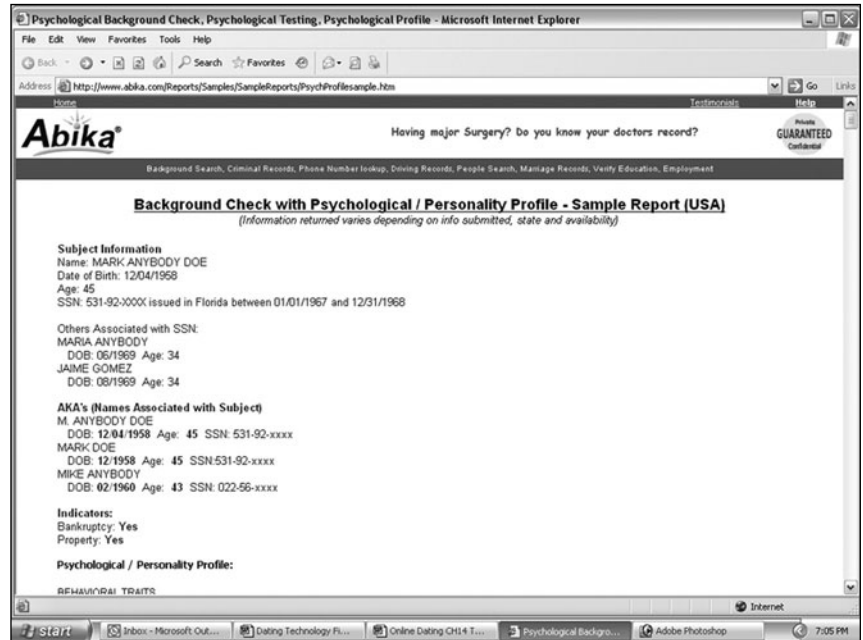 Psychological Background Check, Psychological Testing, Psychological Profile - Microsoft Internet Explorer
File Edit View Favorites Tools Help
Back Search Favorites
Address http://www.abika.com/Reports/Samples/SampleReports/PsychProfilesample.htm Go Links
Home Testimonials Help
Abika® Having major Surgery? Do you know your doctors record? Private GUARANTEED Confidential
Background Search, Criminal Records, Phone Number lookup, Driving Records, People Search, Marriage Records, Verify Education, Employment
Background Check with Psychological / Personality Profile - Sample Report (USA)
(Information returned varies depending on info submitted, state and availability)
Subject Information
Name: MARK ANYBODY DOE
Date of Birth: 12/04/1958
Age: 45
SSN: 531-92-XXXX issued in Florida between 01/01/1967 and 12/31/1968
Others Associated with SSN:
MARIA ANYBODY
DOB: 06/1969 Age: 34
JAIME GOMEZ
DOB: 08/1969 Age: 34
AKA's (Names Associated with Subject)
M. ANYBODY DOE
DOB: 12/04/1958 Age: 45 SSN: 531-92-xxxx
MARK DOE
DOB: 12/1958 Age: 45 SSN:531-92-xxxx
MIKE ANYBODY
DOB: 02/1960 Age: 43 SSN: 022-56-xxxx
Indicators:
Bankruptcy: Yes
Property: Yes
Psychological / Personality Profile:
BEHAVIORAL TRAITS
Internet
start Inbox - Microsoft Out... Dating Technology Fi... Online Dating CH14 T... Psychological Backgro... Adobe Photoshop 7:05 PM